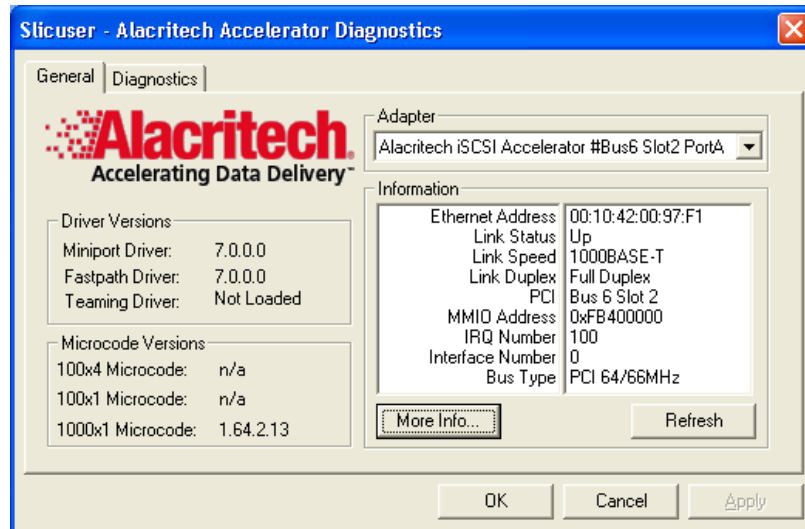 Slicuser - Alacritech Accelerator Diagnostics
General
Diagnostics
Alacritech®
Accelerating Data Delivery™
Driver Versions
Miniport Driver: 7.0.0.0
Fastpath Driver: 7.0.0.0
Teaming Driver: Not Loaded
Microcode Versions
100x4 Microcode: n/a
100x1 Microcode: n/a
1000x1 Microcode: 1.64.2.13
Adapter
Alacritech iSCSI Accelerator #Bus6 Slot2 PortA
Information
Ethernet Address 00:10:42:00:97:F1
Link Status Up
Link Speed 1000BASE-T
Link Duplex Full Duplex
PCI Bus 6 Slot 2
MMIO Address 0xFB400000
IRQ Number 100
Interface Number 0
Bus Type PCI 64/66MHz
More Info...
Refresh
OK
Cancel
Apply